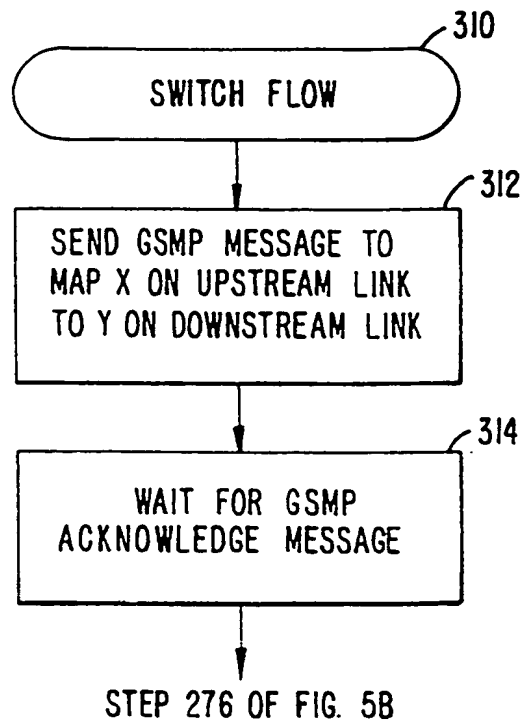 310
SWITCH FLOW
312
SEND GSMP MESSAGE TO
MAP X ON UPSTREAM LINK
TO Y ON DOWNSTREAM LINK
314
WAIT FOR GSMP
ACKNOWLEDGE MESSAGE
STEP 276 OF FIG. 5B